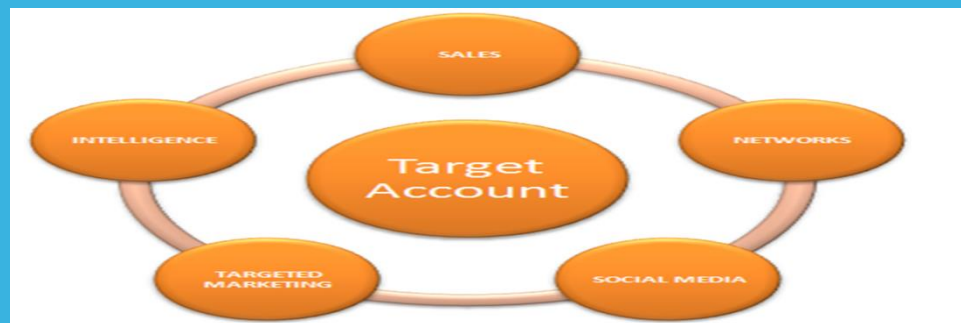 SALES
INTELLIGENCE
NETWORKS
Target
Account
TARGETED
MARKETING
SOCIAL MEDIA